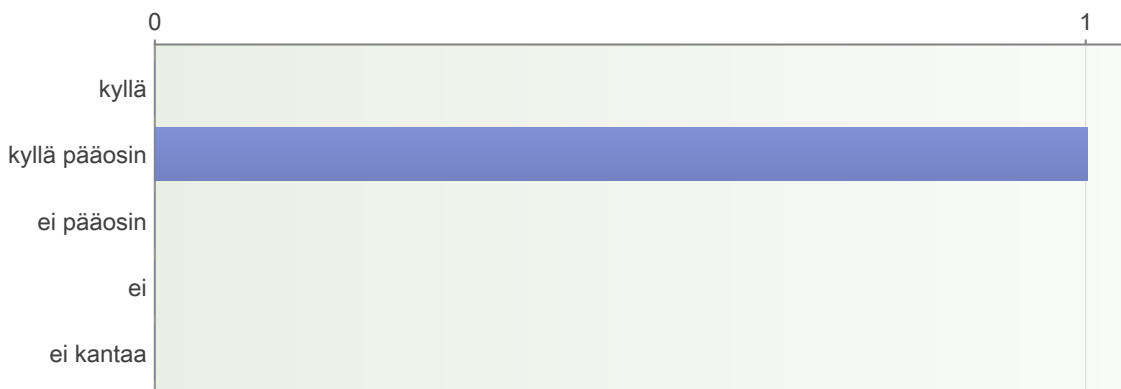 0 1
kyllä
kyllä pääosin
ei pääosin
ei
ei kantaa